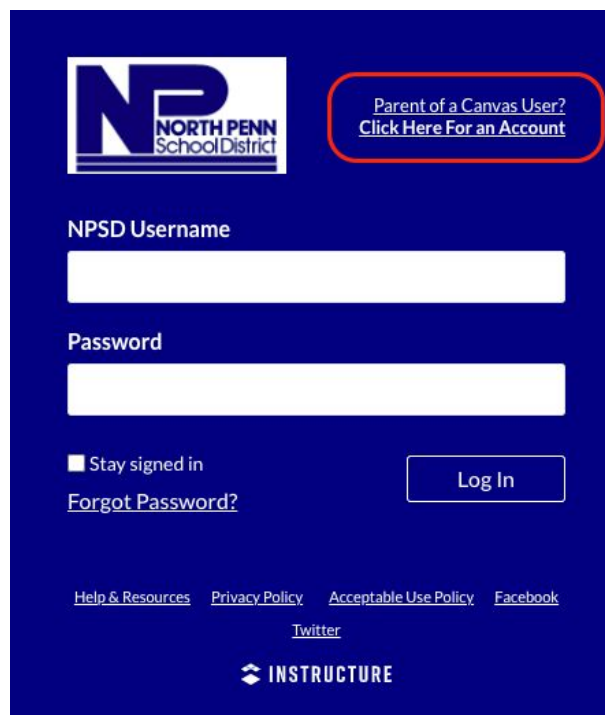 NP
NORTH PENN
School District
Parent of a Canvas User?
Click Here For an Account
NPSD Username
Password
Stay signed in
Log In
Forgot Password?
Help & Resources Privacy Policy Acceptable Use Policy Facebook
Twitter
INSTRUCTURE